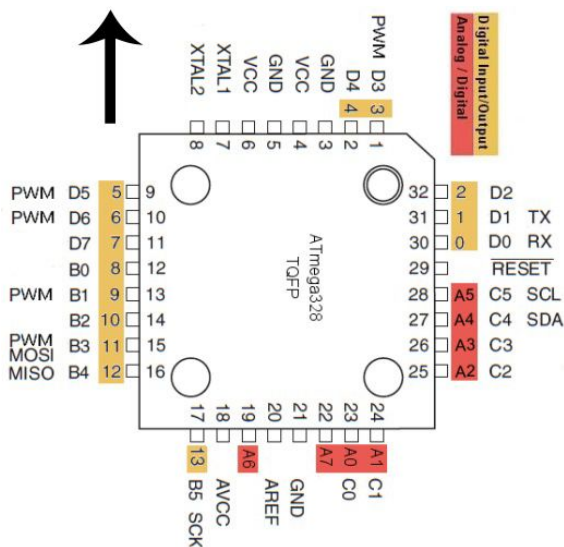 PWM
XTAL2 XTAL1 VCC GND VCC GND D4 D3
4 3
8 7 6 5 4 3 2 1
Digital Input/Output
Analog / Digital
PWM D5 5 9
PWM D6 6 10
D7 7 11
B0 8 12
PWM B1 9 13
B2 10 14
PWM
MOSI B3 11 15
MISO B4 12 16
ATmega328
TQFP
32 2 D2
31 1 D1 TX
30 0 D0 RX
29 RESET
28 A5 C5 SCL
27 A4 C4 SDA
26 A3 C3
25 A2 C2
17 18 19 20 21 22 23 24
13 A6 A7 A0 A1
B5 AVCC AREF GND C0 C1
SCK